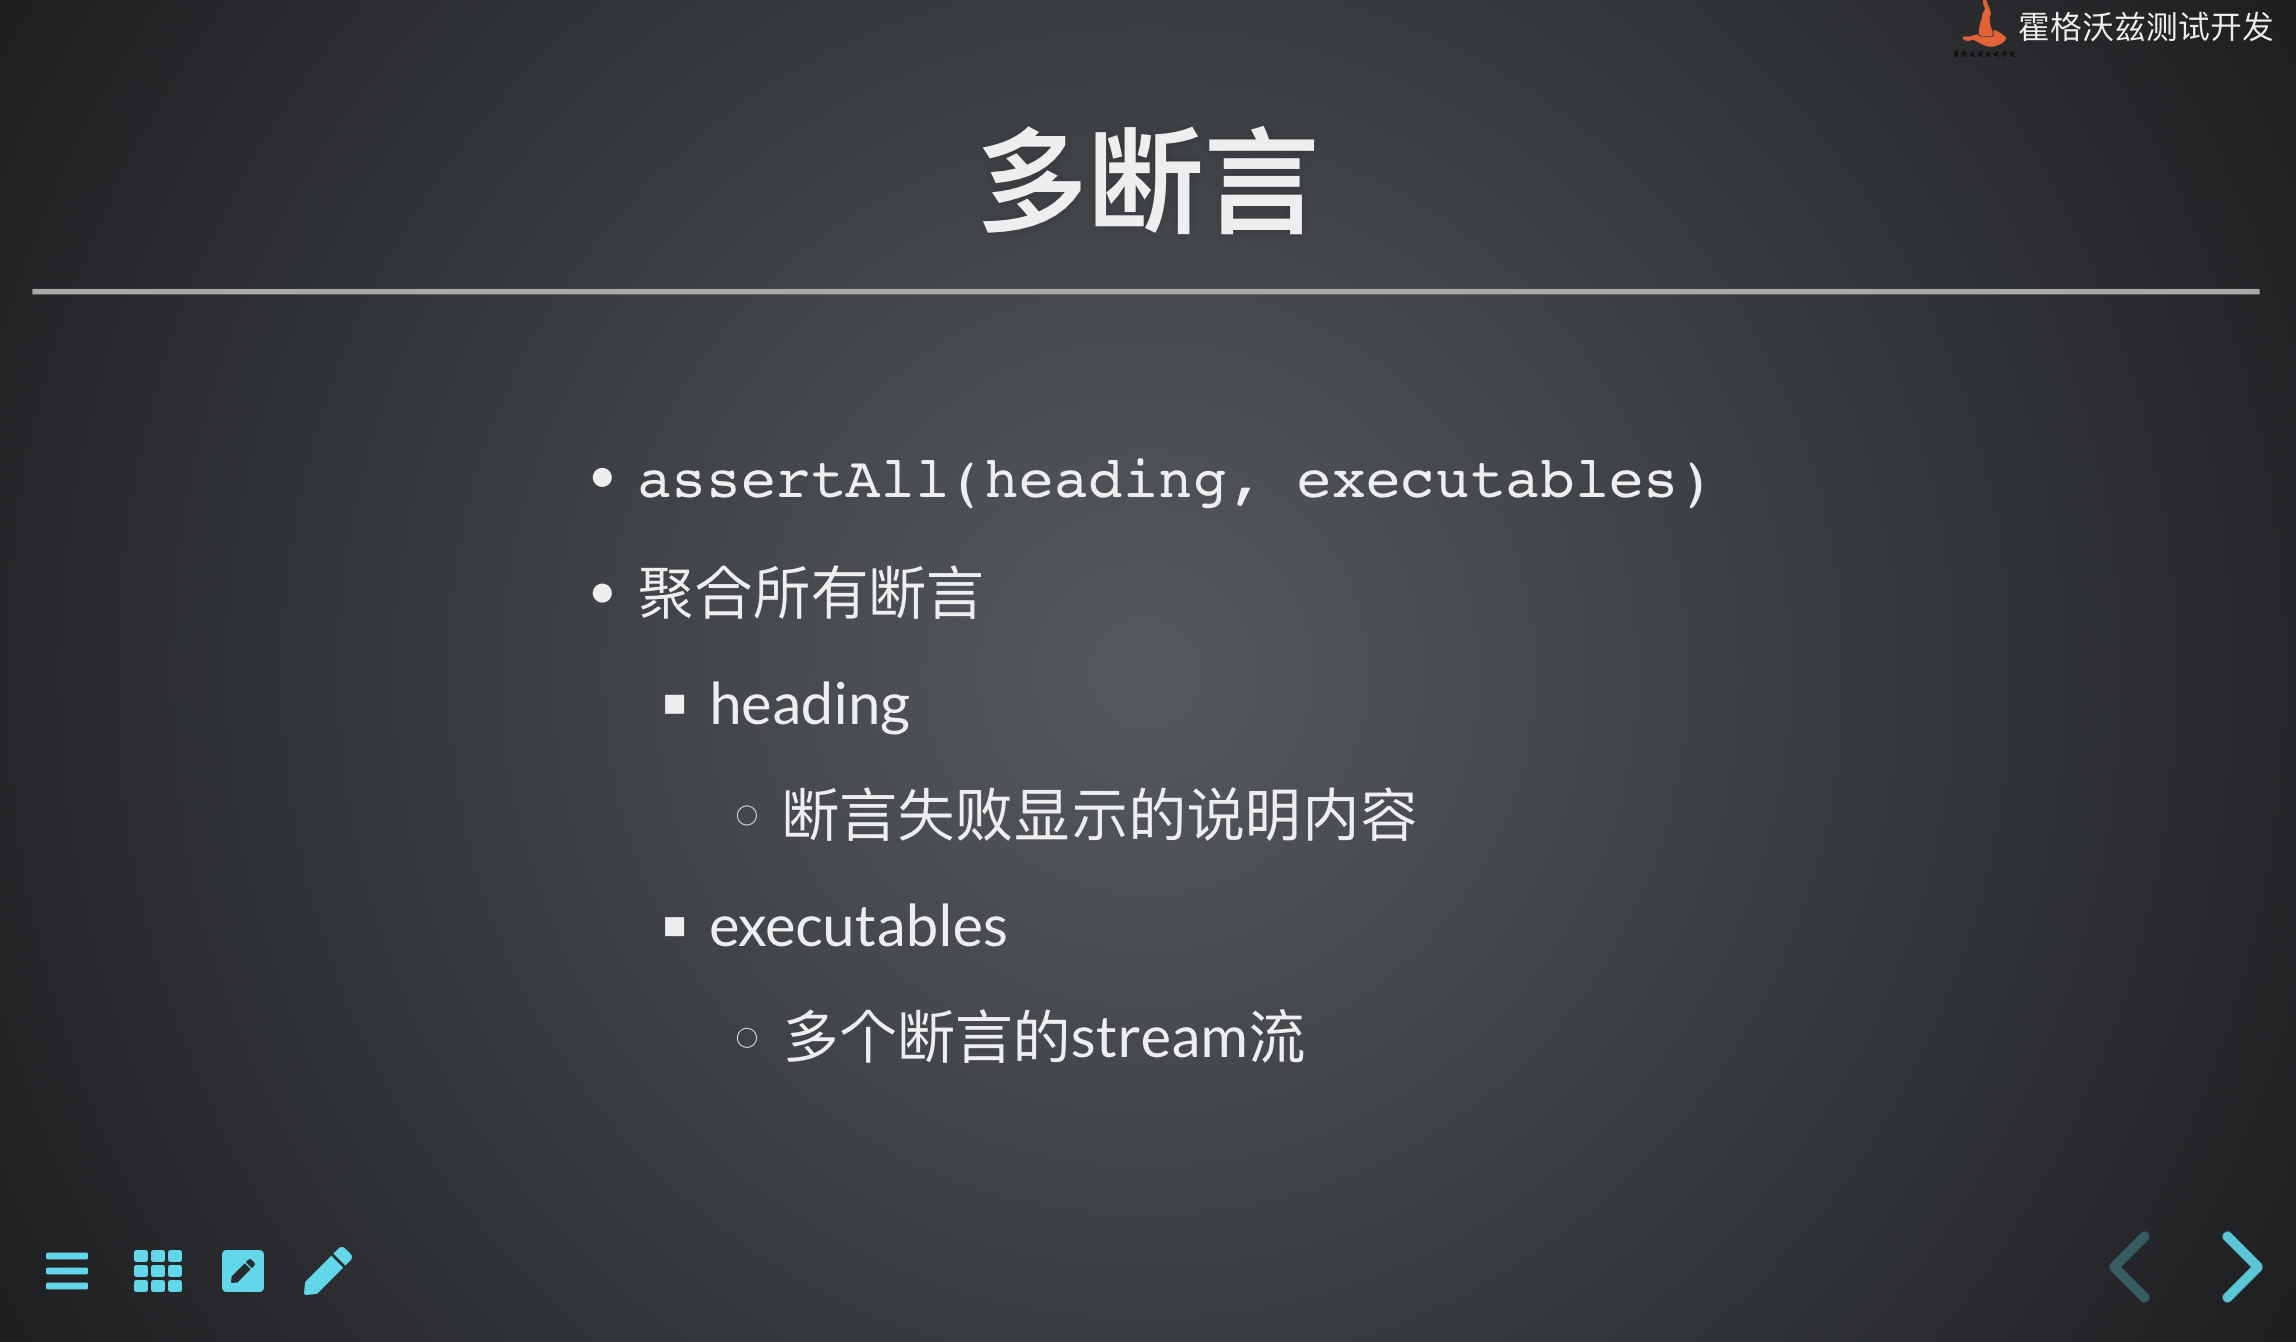 霍格沃兹测试开发
多断言
assertAll(heading, executables)
聚合所有断言
heading
断言失败显示的说明内容
executables
多个断言的stream流